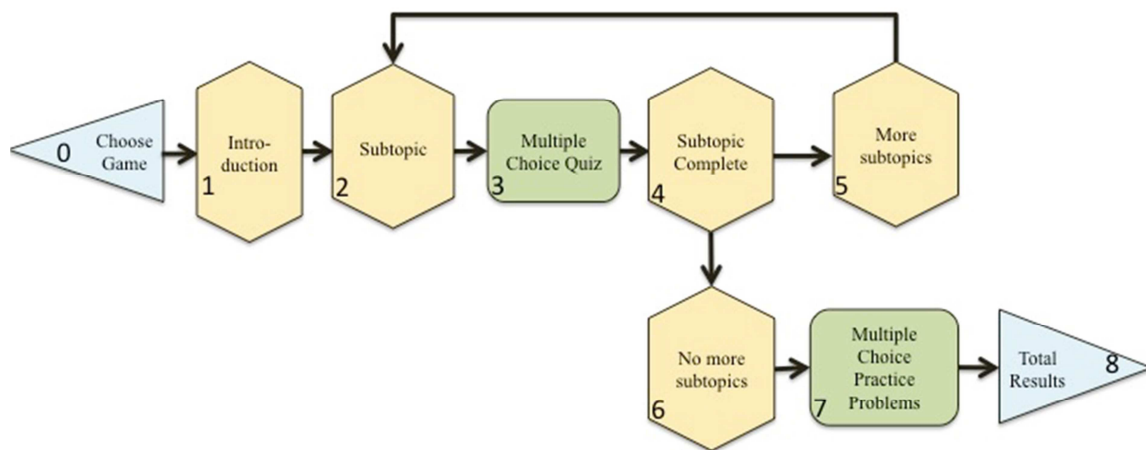 0 Choose
Game
Intro-
duction
1
Subtopic
2
Multiple
Choice Quiz
3
Subtopic
Complete
4
More
subtopics
5
No more
subtopics
6
Multiple
Choice
Practice
Problems
7
Total
Results
8